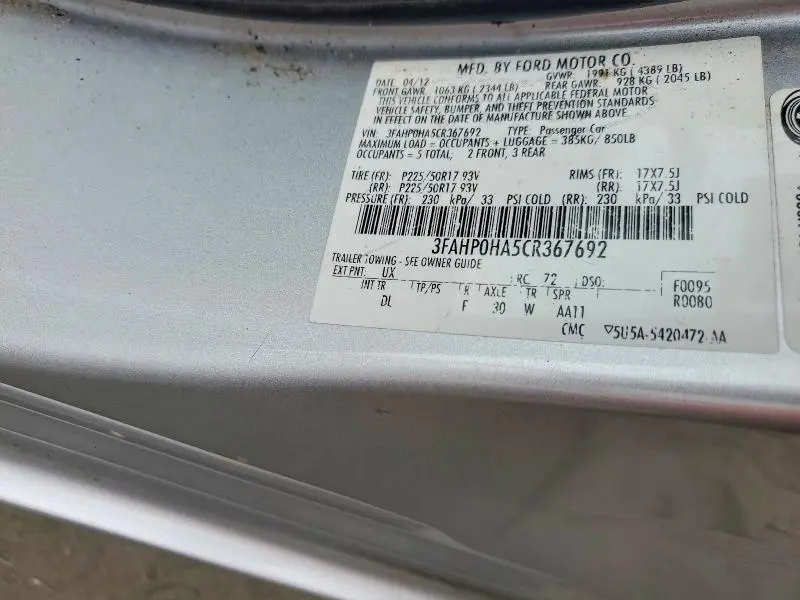 MFD. BY FORD MOTOR CO.
DATE 04/12 GVWR: 1991 KG ( 4389 LB)
FRONT GAWR: 1063 KG ( 2344 LB) REAR GAWR: 928 KG ( 2045 LB)
THIS VEHICLE CONFORMS TO ALL APPLICABLE FEDERAL MOTOR
VEHICLE SAFETY, BUMPER, AND THEFT PREVENTION STANDARDS
IN EFFECT ON THE DATE OF MANUFACTURE SHOWN ABOVE.
VIN: 3FAHP0HA5CR367692 TYPE: Passenger Car
MAXIMUM LOAD = OCCUPANTS + LUGGAGE = 385KG/ 850LB
OCCUPANTS = 5 TOTAL, 2 FRONT, 3 REAR
TIRE (FR): P225/50R17 93V RIMS (FR): 17X7.5J
(RR): P225/50R17 93V (RR): 17X7.5J
PRESSURE (FR): 230 kPa/ 33 PSI COLD (RR): 230 kPa/ 33 PSI COLD
3FAHP0HA5CR367692
TRAILER TOWING - SEE OWNER GUIDE
EXT PNT: UX RC: 72 DSO: F0095
INT TR TP/PS R AXLE TR SPR R0080
DL F 30 W AA11
CMC 5U5A-5420472-AA